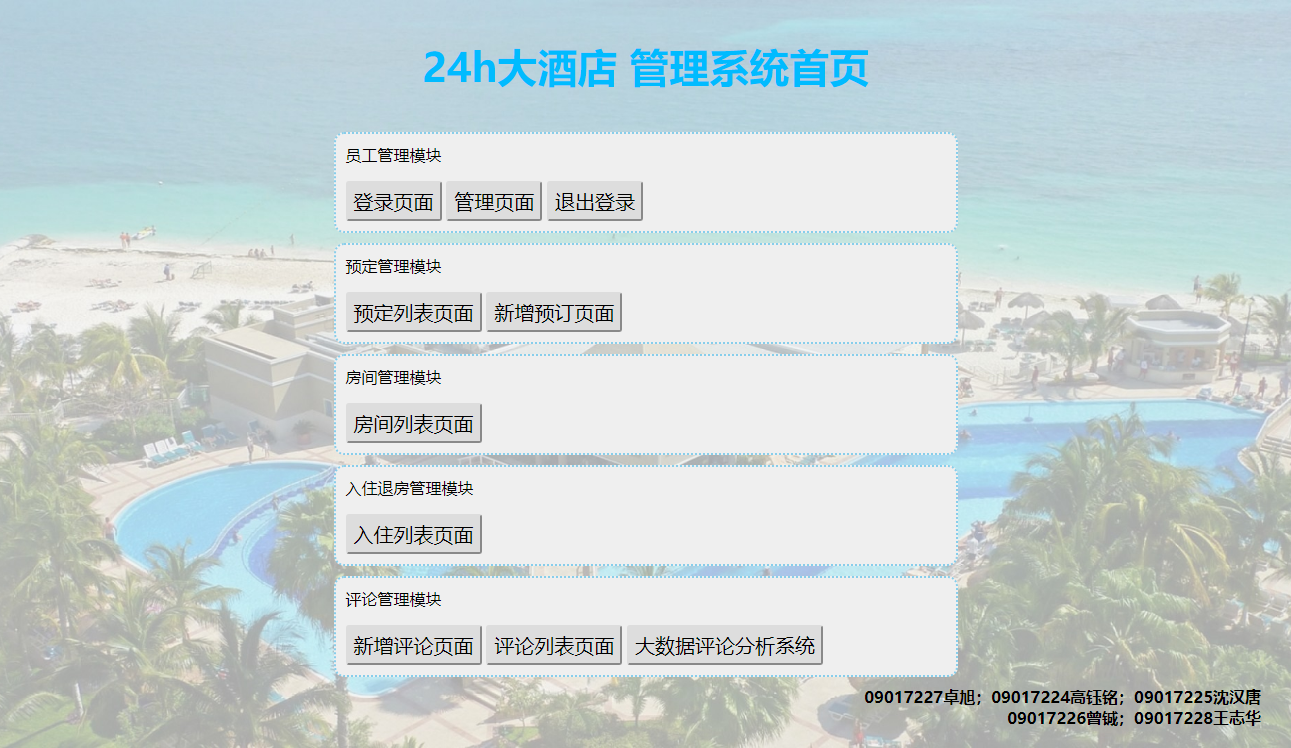 24h大酒店 管理系统首页
员工管理模块
登录页面 管理页面 退出登录
预定管理模块
预定列表页面 新增预订页面
房间管理模块
房间列表页面
入住退房管理模块
入住列表页面
评论管理模块
新增评论页面 评论列表页面 大数据评论分析系统
09017227卓旭；09017224高钰铭；09017225沈汉唐
09017226曾铖；09017228王志华